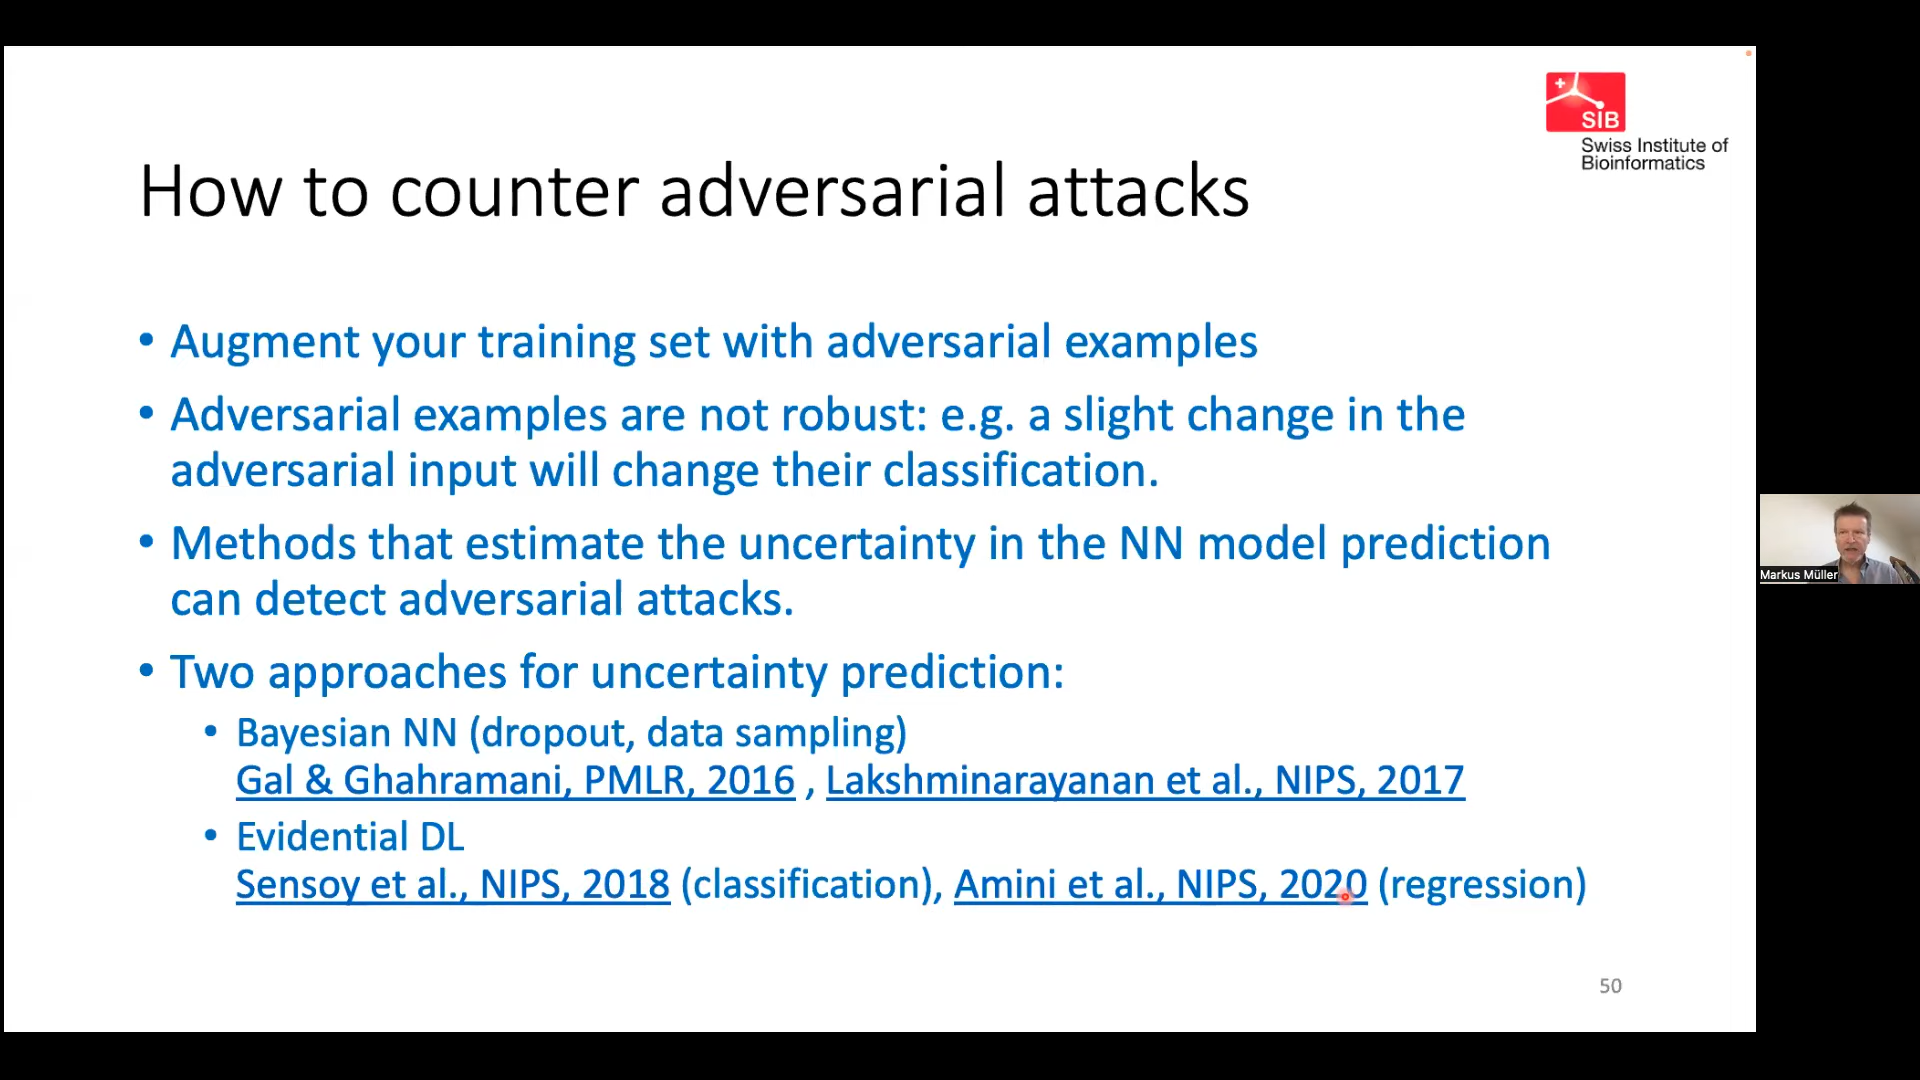 SIB
Swiss Institute of
Bioinformatics
How to counter adversarial attacks
• Augment your training set with adversarial examples
• Adversarial examples are not robust: e.g. a slight change in the
adversarial input will change their classification.
• Methods that estimate the uncertainty in the NN model prediction
can detect adversarial attacks.
• Two approaches for uncertainty prediction:
• Bayesian NN (dropout, data sampling)
Gal & Ghahramani, PMLR, 2016 , Lakshminarayanan et al., NIPS, 2017
• Evidential DL
Sensoy et al., NIPS, 2018 (classification), Amini et al., NIPS, 2020 (regression)
50
Markus Müller